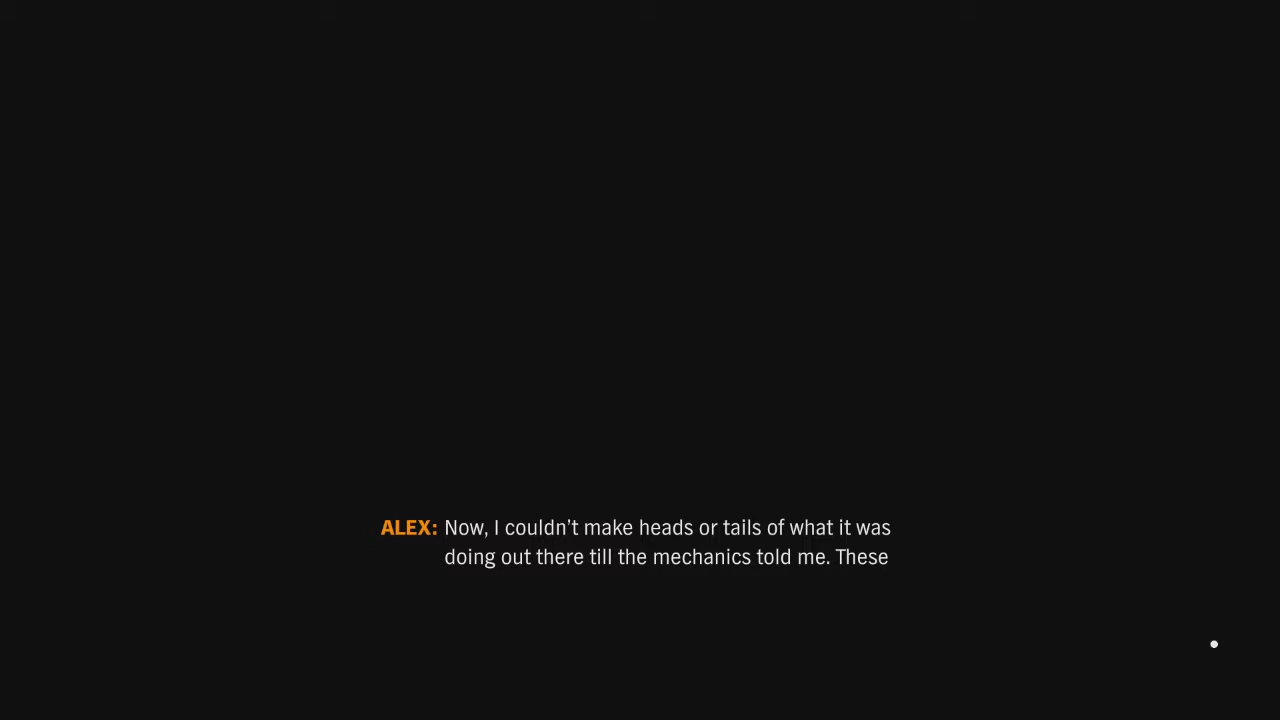 ALEX: Now, I couldn’t make heads or tails of what it was
doing out there till the mechanics told me. These